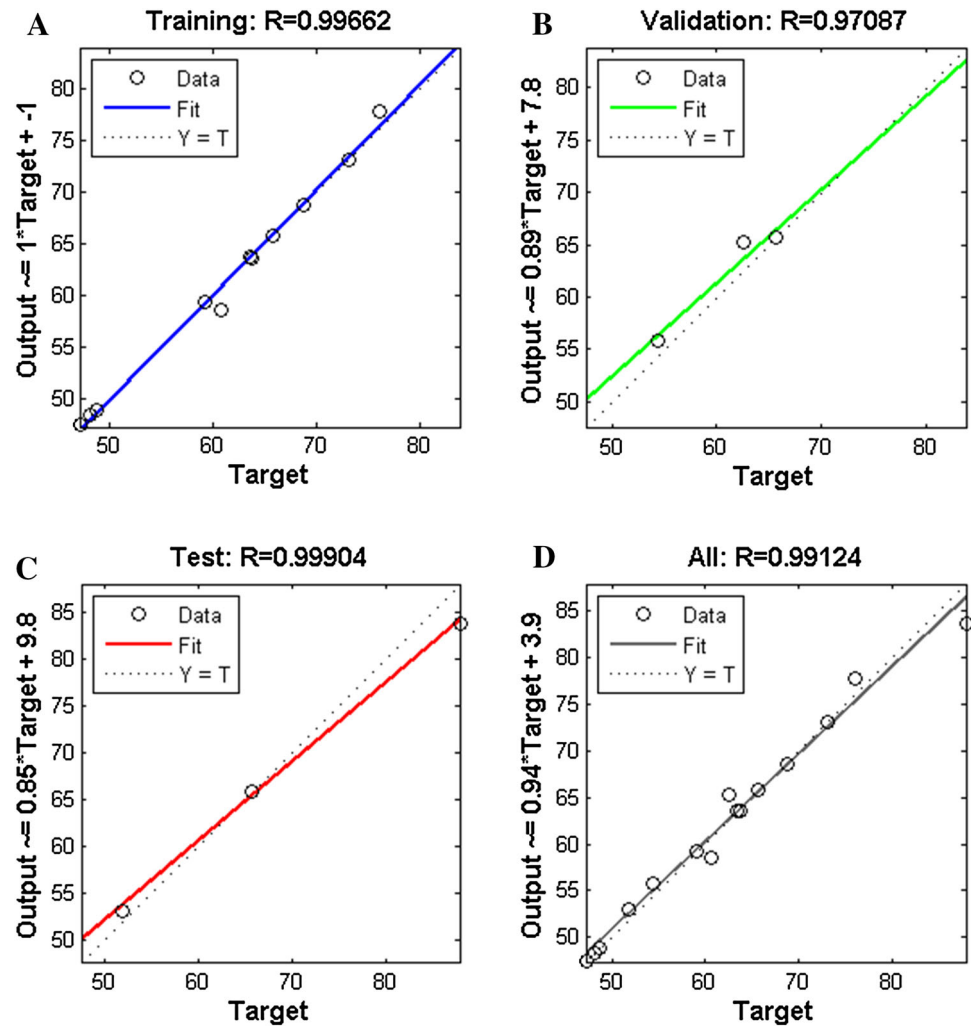 A
Training: R=0.99662
Output ~= 1*Target + -1
Data
Fit
Y = T
80
75
70
65
60
55
50
50 60 70 80
Target
B
Validation: R=0.97087
Output ~= 0.89*Target + 7.8
Data
Fit
Y = T
80
75
70
65
60
55
50
50 60 70 80
Target
C
Test: R=0.99904
Output ~= 0.85*Target + 9.8
Data
Fit
Y = T
85
80
75
70
65
60
55
50
50 60 70 80
Target
D
All: R=0.99124
Output ~= 0.94*Target + 3.9
Data
Fit
Y = T
85
80
75
70
65
60
55
50
50 60 70 80
Target